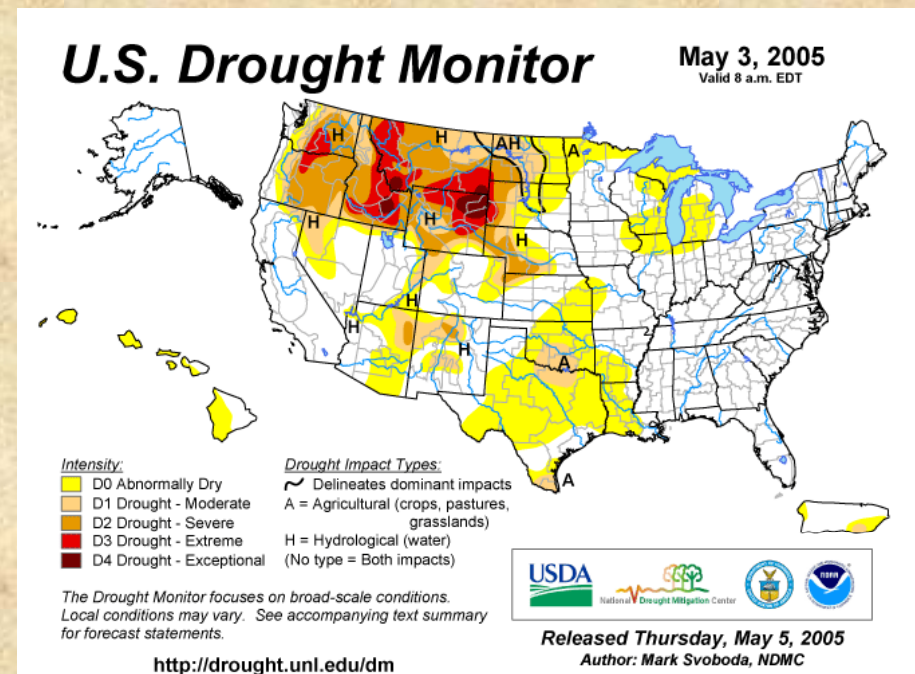 U.S. Drought Monitor
May 3, 2005
Valid 8 a.m. EDT
H
H
AH
A
H
H
H
H
H
H
A
A
Intensity:
D0 Abnormally Dry
D1 Drought - Moderate
D2 Drought - Severe
D3 Drought - Extreme
D4 Drought - Exceptional
Drought Impact Types:
Delineates dominant impacts
A = Agricultural (crops, pastures,
grasslands)
H = Hydrological (water)
(No type = Both impacts)
The Drought Monitor focuses on broad-scale conditions.
Local conditions may vary. See accompanying text summary
for forecast statements.
http://drought.unl.edu/dm
USDA
National Drought Mitigation Center
NOAA
Released Thursday, May 5, 2005
Author: Mark Svoboda, NDMC